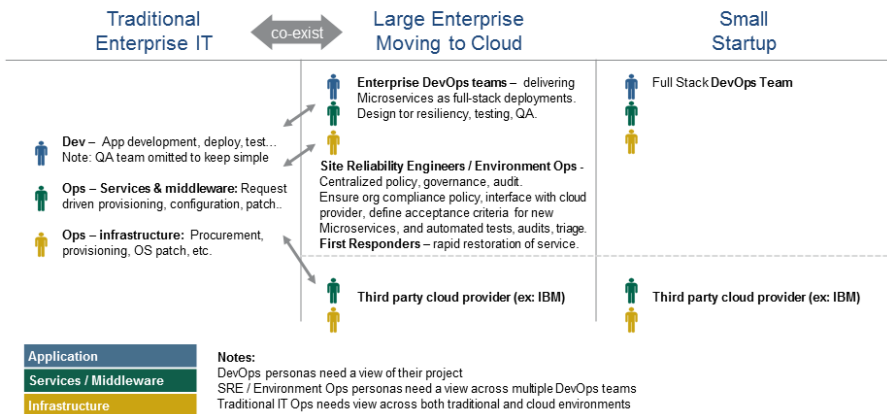 Traditional
Enterprise IT
co-exist
Large Enterprise
Moving to Cloud
Small
Startup
Dev – App development, deploy, test…
Note: QA team omitted to keep simple
Ops – Services & middleware: Request
driven provisioning, configuration, patch..
Ops – infrastructure: Procurement,
provisioning, OS patch, etc.
Enterprise DevOps teams – delivering
Microservices as full-stack deployments.
Design tor resiliency, testing, QA.
Site Reliability Engineers / Environment Ops -
Centralized policy, governance, audit.
Ensure org compliance policy, interface with cloud
provider, define acceptance criteria for new
Microservices, and automated tests, audits, triage.
First Responders – rapid restoration of service.
Third party cloud provider (ex: IBM)
Full Stack DevOps Team
Third party cloud provider (ex: IBM)
Application
Services / Middleware
Infrastructure
Notes:
DevOps personas need a view of their project
SRE / Environment Ops personas need a view across multiple DevOps teams
Traditional IT Ops needs view across both traditional and cloud environments